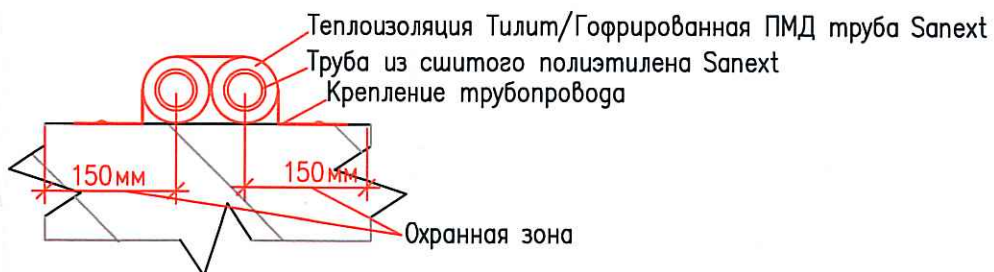 Теплоизоляция Тилит/Гофрированная ПМД труба Sanext
Труба из сшитого полиэтилена Sanext
Крепление трубопровода
150мм 150мм
Охранная зона